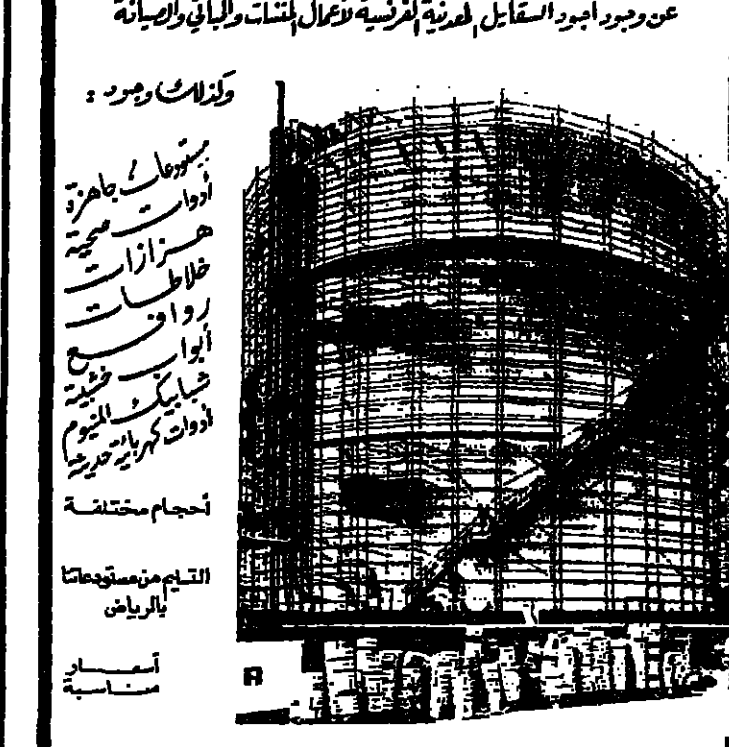 عن وجود أجود السقايل المعدنية الفرنسية لأعمال المنشآت والمباني والصيانة
وكذلك وجود :
مستودعات جاهزة
أدوات صحية
هزازات
خلاطات
روافع
أبواب خشبية
شبابيك المنيوم
أدوات كهربائية حديثة
أحجام مختلفة
التسليم من مستودعاتنا
بالرياض
أسعار
مناسبة